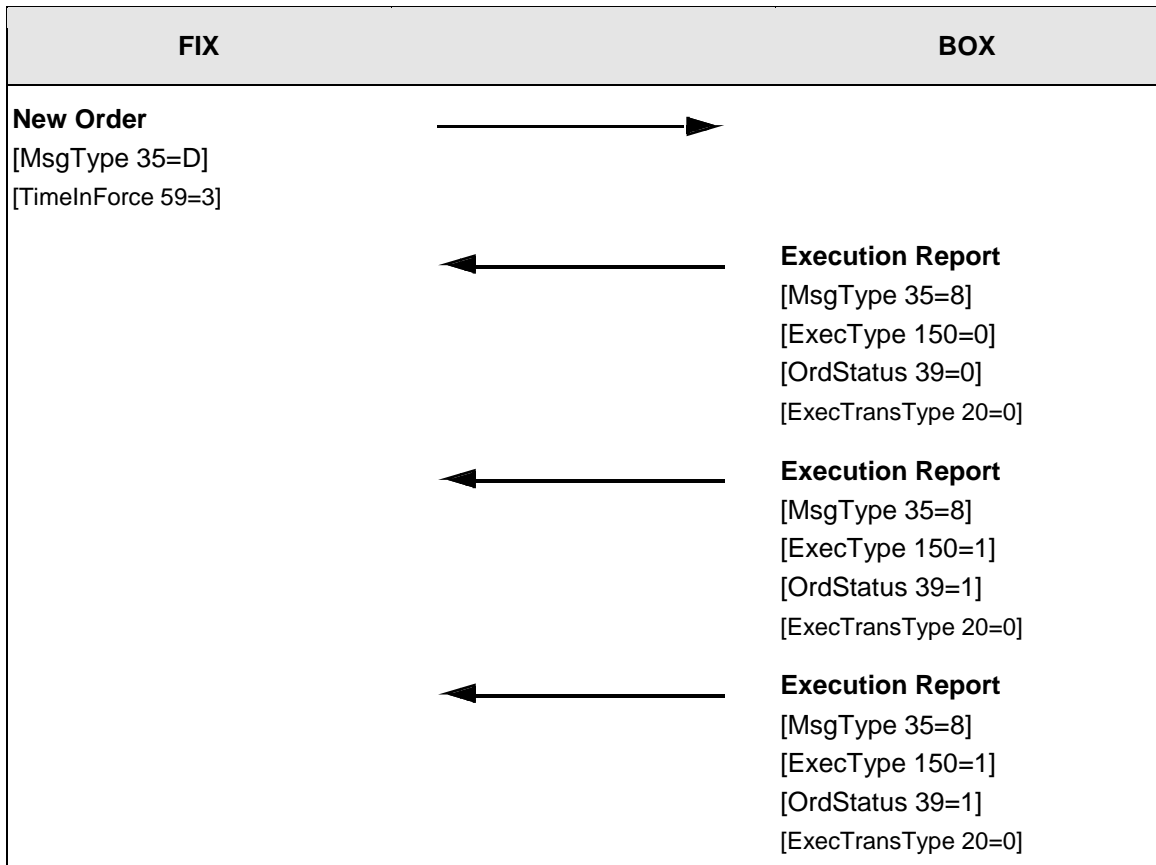 FIX
BOX
New Order
[MsgType 35=D]
[TimeInForce 59=3]
Execution Report
[MsgType 35=8]
[ExecType 150=0]
[OrdStatus 39=0]
[ExecTransType 20=0]
Execution Report
[MsgType 35=8]
[ExecType 150=1]
[OrdStatus 39=1]
[ExecTransType 20=0]
Execution Report
[MsgType 35=8]
[ExecType 150=1]
[OrdStatus 39=1]
[ExecTransType 20=0]